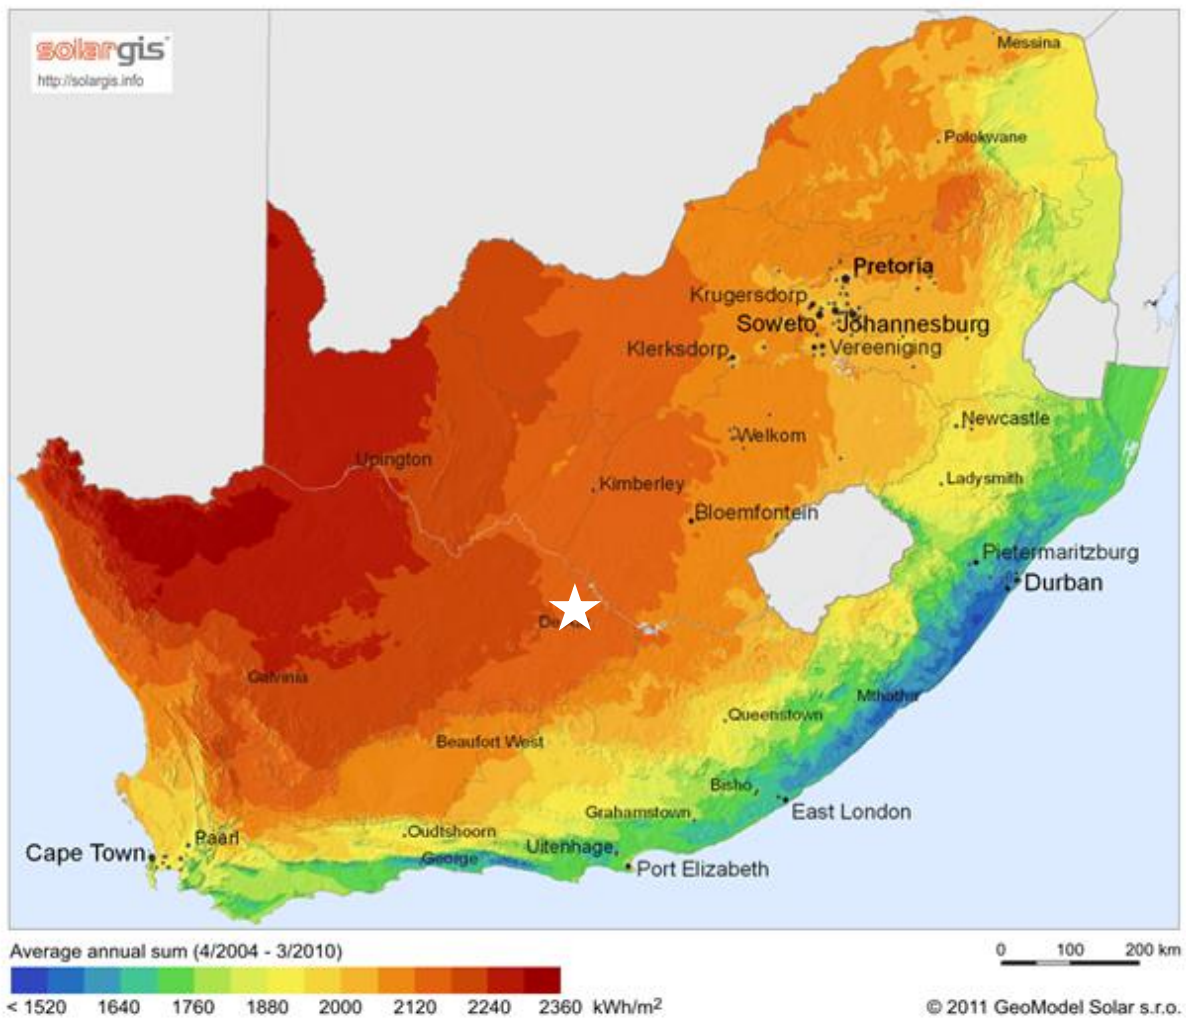 solargis
http://solargis.info
Messina
Polokwane
Pretoria
Krugersdorp
Soweto
Johannesburg
Klerksdorp
Vereeniging
Newcastle
Welkom
Upington
Kimberley
Ladysmith
Bloemfontein
Pietermaritzburg
Durban
Calvinia
Mthatha
Queenstown
Beaufort West
Bisho
Grahamstown
East London
Oudtshoorn
Paarl
Cape Town
Uitenhage
George
Port Elizabeth
Average annual sum (4/2004 - 3/2010)
0 100 200 km
< 1520 1640 1760 1880 2000 2120 2240 2360 kWh/m²
© 2011 GeoModel Solar s.r.o.